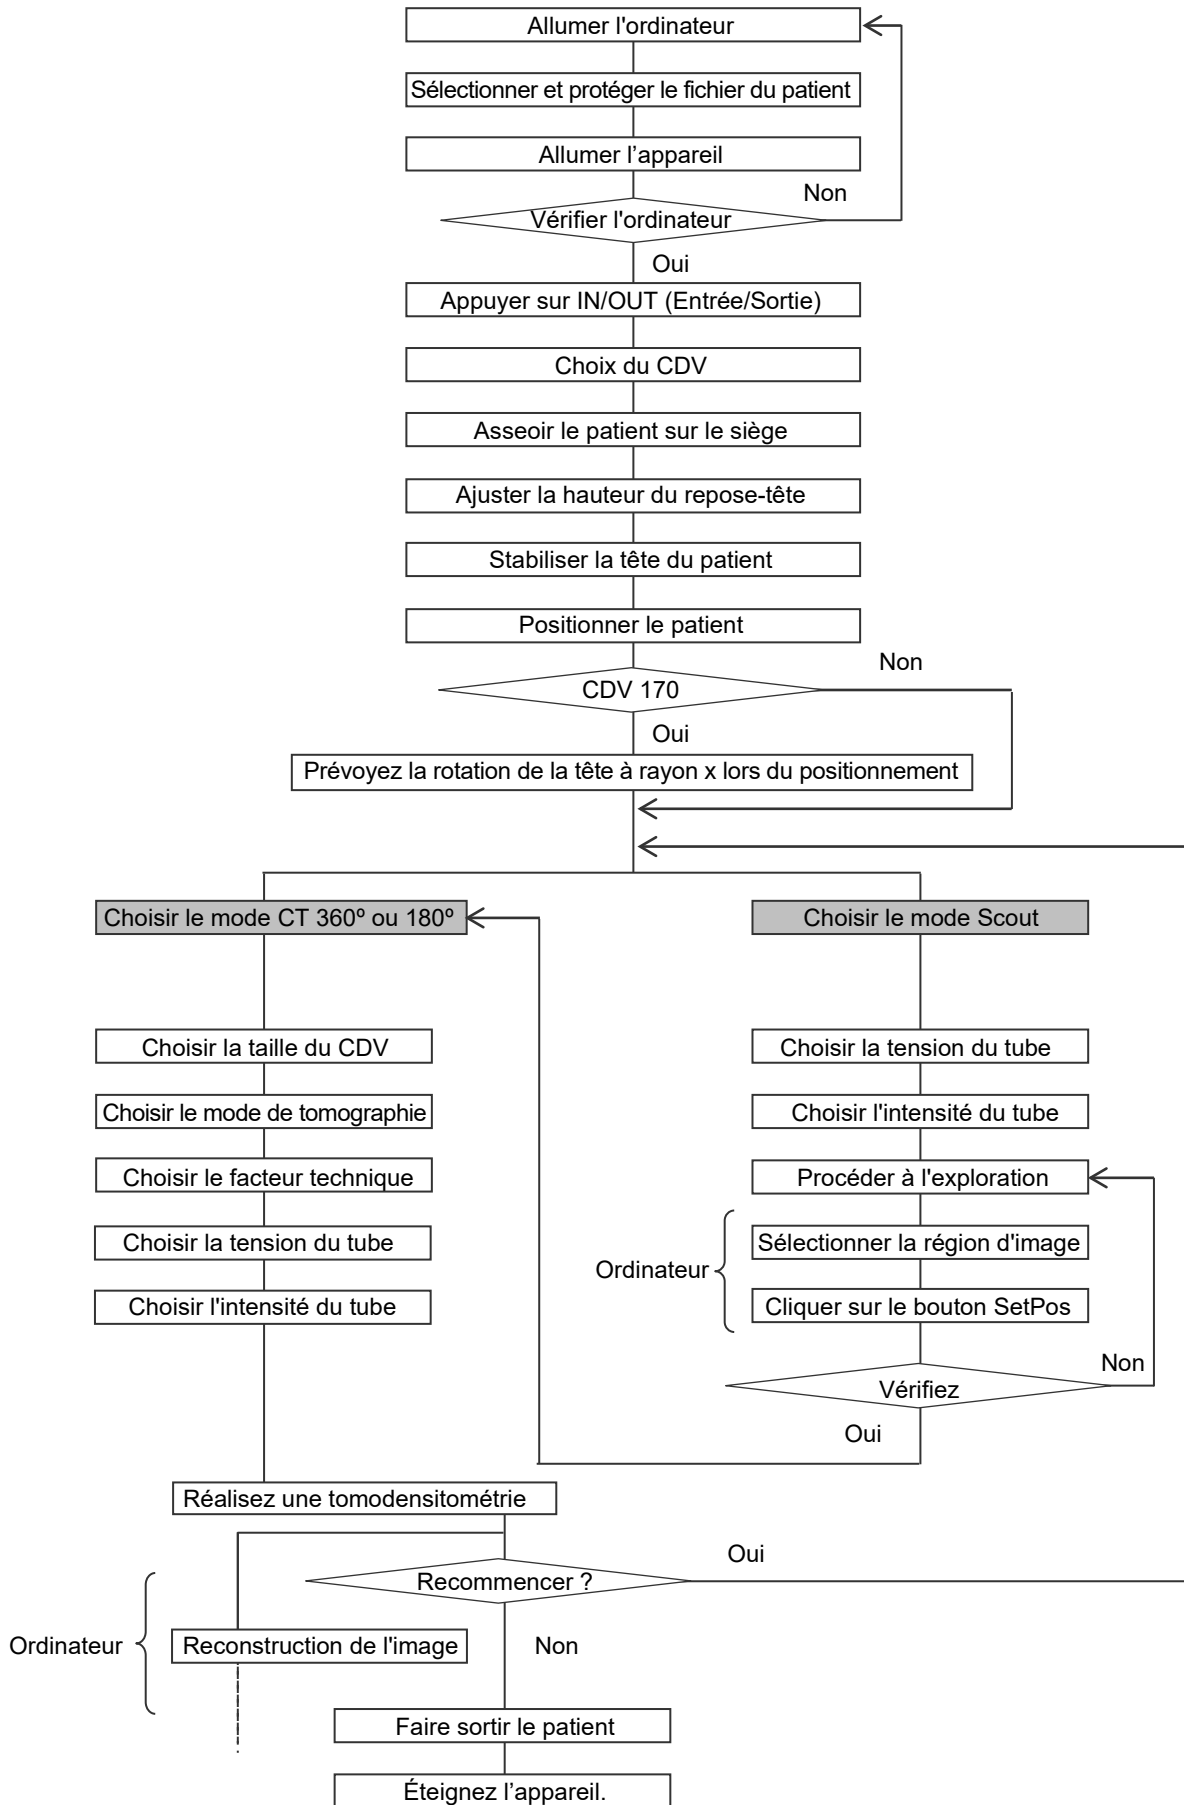 Allumer l'ordinateur
Sélectionner et protéger le fichier du patient
Allumer l’appareil
Non
Vérifier l'ordinateur
Oui
Appuyer sur IN/OUT (Entrée/Sortie)
Choix du CDV
Asseoir le patient sur le siège
Ajuster la hauteur du repose-tête
Stabiliser la tête du patient
Positionner le patient
Non
CDV 170
Oui
Prévoyez la rotation de la tête à rayon x lors du positionnement
Choisir le mode CT 360º ou 180º
Choisir la taille du CDV
Choisir le mode de tomographie
Choisir le facteur technique
Choisir la tension du tube
Choisir l'intensité du tube
Choisir le mode Scout
Choisir la tension du tube
Choisir l'intensité du tube
Procéder à l'exploration
Ordinateur
Sélectionner la région d'image
Cliquer sur le bouton SetPos
Non
Vérifiez
Oui
Réalisez une tomodensitométrie
Oui
Recommencer ?
Ordinateur
Reconstruction de l'image
Non
Faire sortir le patient
Éteignez l’appareil.